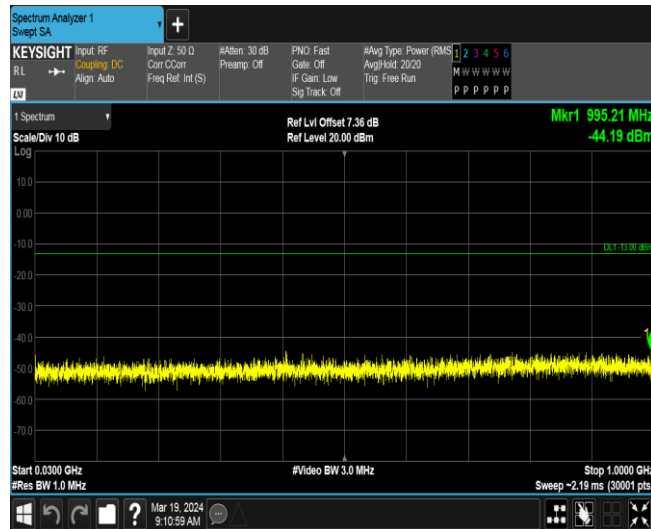 Spectrum Analyzer 1
Swept SA
+
KEYSIGHT
RL
LXI
Input: RF
Coupling: DC
Align: Auto
Input Z: 50 Ω
Corr CCorr
Freq Ref: Int (S)
#Atten: 30 dB
Preamp: Off
PNO: Fast
Gate: Off
IF Gain: Low
Sig Track: Off
#Avg Type: Power (RMS
Avg|Hold: 20/20
Trig: Free Run
1 2 3 4 5 6
M W W W W W
P P P P P P
1 Spectrum
Scale/Div 10 dB
Log
Ref Lvl Offset 7.36 dB
Ref Level 20.00 dBm
Mkr1 995.21 MHz
-44.19 dBm
10.0
0.00
-10.0
DL1 -13.00 dBm
-20.0
-30.0
-40.0
1
-50.0
-60.0
-70.0
Start 0.0300 GHz
#Res BW 1.0 MHz
#Video BW 3.0 MHz
Stop 1.0000 GHz
Sweep ~2.19 ms (30001 pts
?
Mar 19, 2024
9:10:59 AM